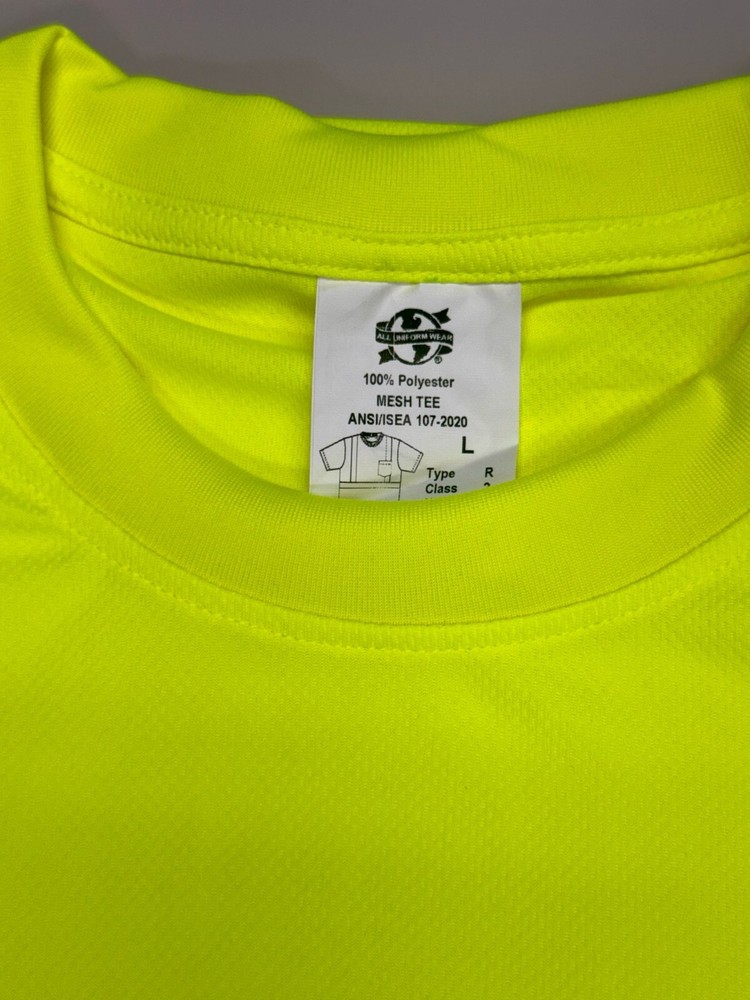 ALL UNIFORM WEAR
®
100% Polyester
MESH TEE
ANSI/ISEA 107-2020
L
Type R
Class